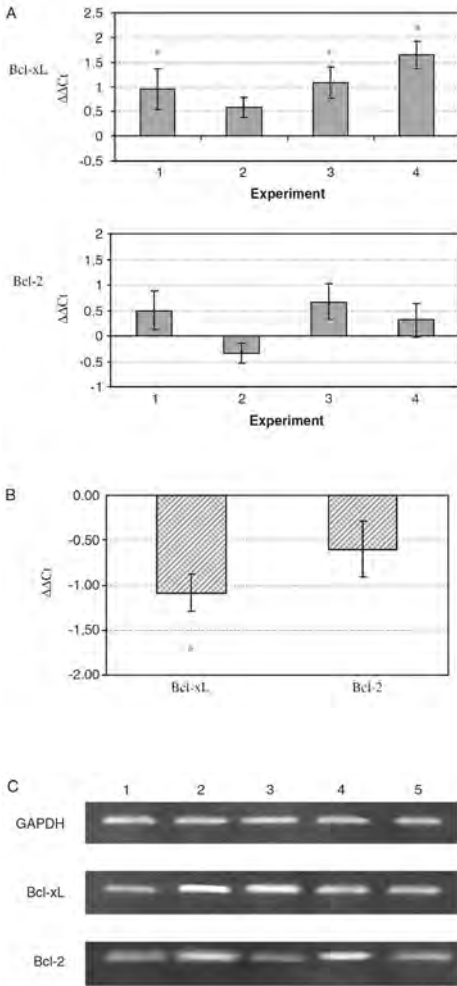 A
Bcl-xL
ΔΔCt
2.5
2
1.5
1
0.5
0
-0.5
*
*
*
1 2 3 4
Experiment
Bcl-2
ΔΔCt
2
1.5
1
0.5
0
-0.5
-1
1 2 3 4
Experiment
B
ΔΔCt
0.00
-0.50
-1.00
-1.50
-2.00
*
Bcl-xL Bcl-2
C
1 2 3 4 5
GAPDH
Bcl-xL
Bcl-2